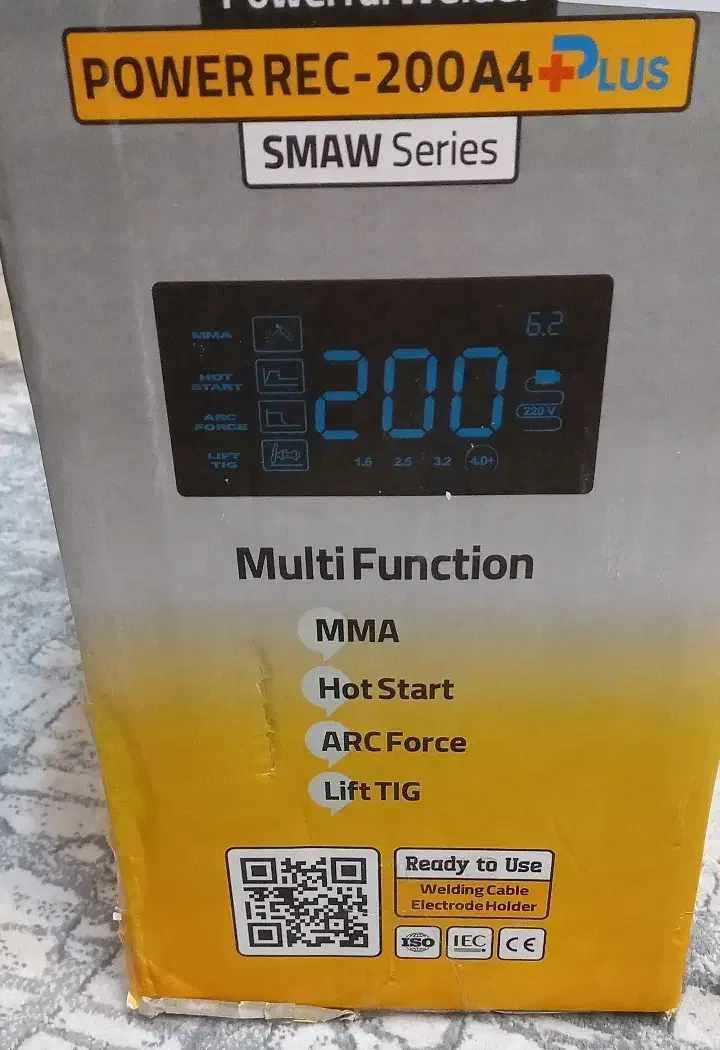 Powerful Welder
POWER REC-200A4 +PLUS
SMAW Series
MMA
HOT START
ARC FORCE
LIFT TIG
200
6.2
220 V
1.6 2.5 3.2 4.0+
Multi Function
MMA
Hot Start
ARC Force
Lift TIG
Ready to Use
Welding Cable
Electrode Holder
ISO IEC CE